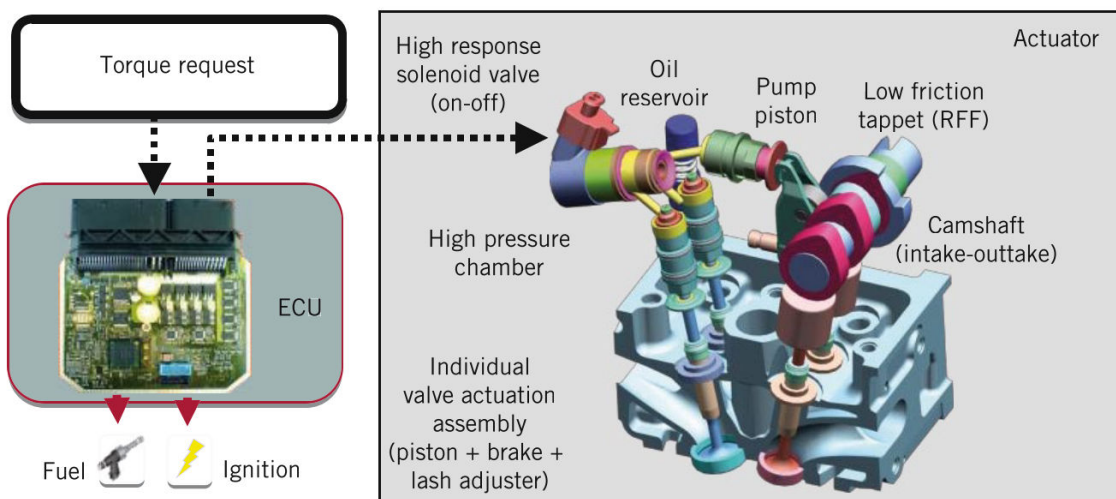 Torque request
ECU
Fuel
Ignition
Actuator
High response
solenoid valve
(on-off)
Oil
reservoir
Pump
piston
Low friction
tappet (RFF)
High pressure
chamber
Camshaft
(intake-outtake)
Individual
valve actuation
assembly
(piston + brake +
lash adjuster)